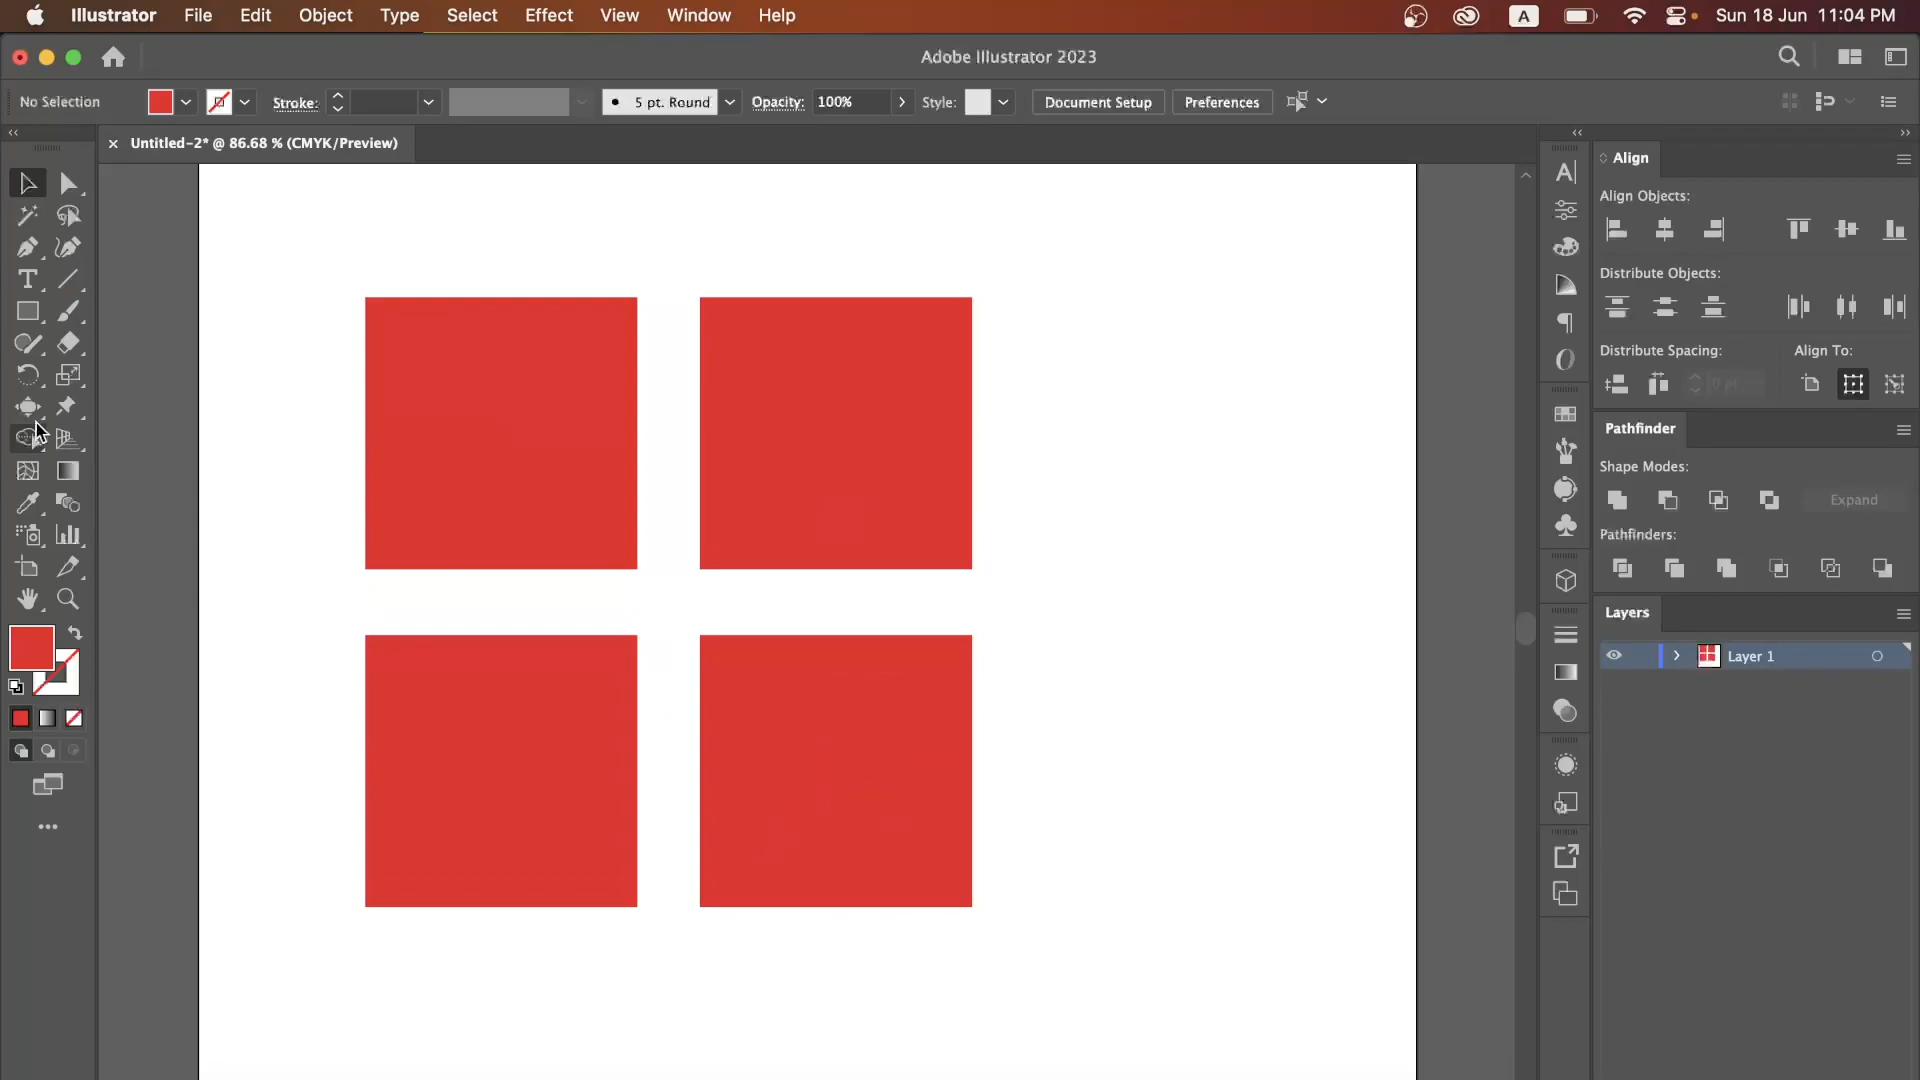 Illustrator File Edit Object Type Select Effect View Window Help A Sun 18 Jun 11:04 PM
Adobe Illustrator 2023
No Selection Stroke: 5 pt. Round Opacity: 100% Style: Document Setup Preferences
Untitled-2* @ 86.68 % (CMYK/Preview)
Align
Align Objects:
Distribute Objects:
Distribute Spacing: Align To:
0 pt
Pathfinder
Shape Modes:
Expand
Pathfinders:
Layers
Layer 1